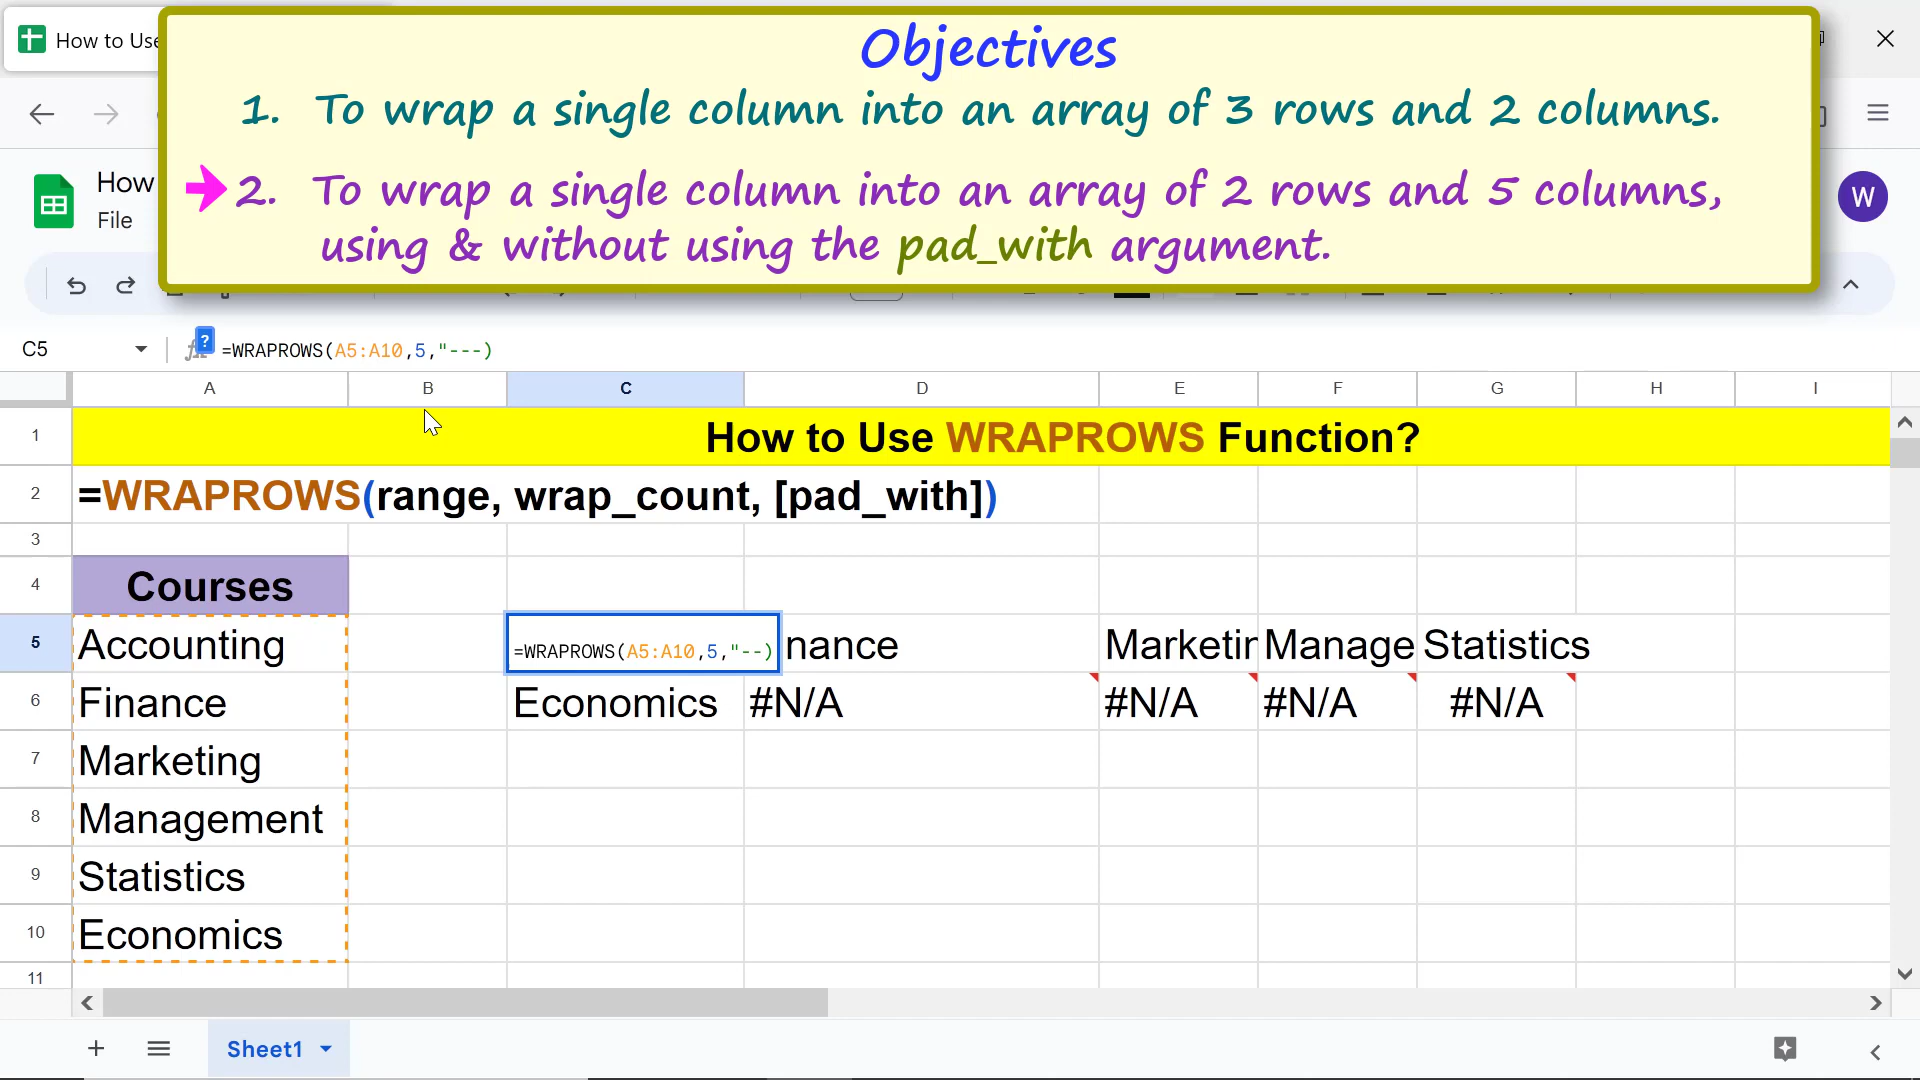 How to Use
Objectives
1. To wrap a single column into an array of 3 rows and 2 columns.
2. To wrap a single column into an array of 2 rows and 5 columns,
using & without using the pad_with argument.
How
File
W
C5
? =WRAPROWS(A5:A10,5,"---)
A B C D E F G H I
1 How to Use WRAPROWS Function?
2 =WRAPROWS(range, wrap_count, [pad_with])
3
4 Courses
5 Accounting =WRAPROWS(A5:A10,5,"--) nance Marketin Manage Statistics
6 Finance Economics #N/A #N/A #N/A #N/A
7 Marketing
8 Management
9 Statistics
10 Economics
11
Sheet1